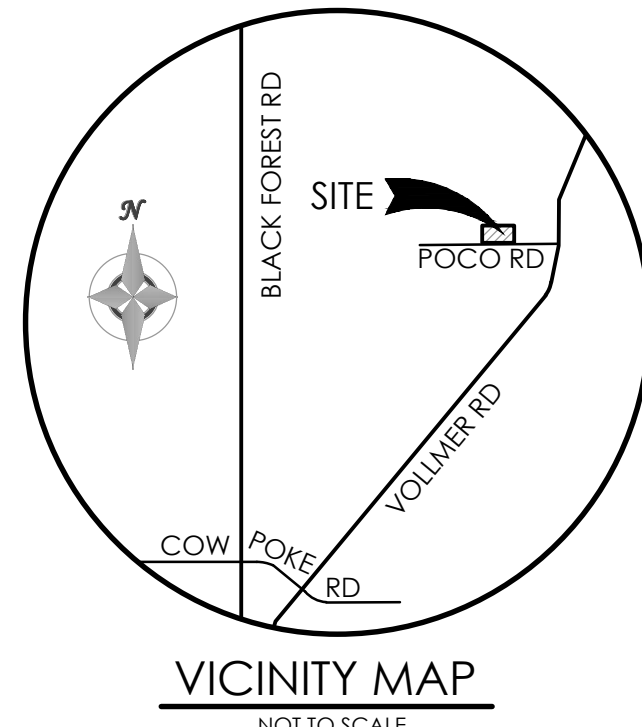 BLACK FOREST RD
N
SITE
POCO RD
VOLLMER RD
COW POKE RD
VICINITY MAP
NOT TO SCALE